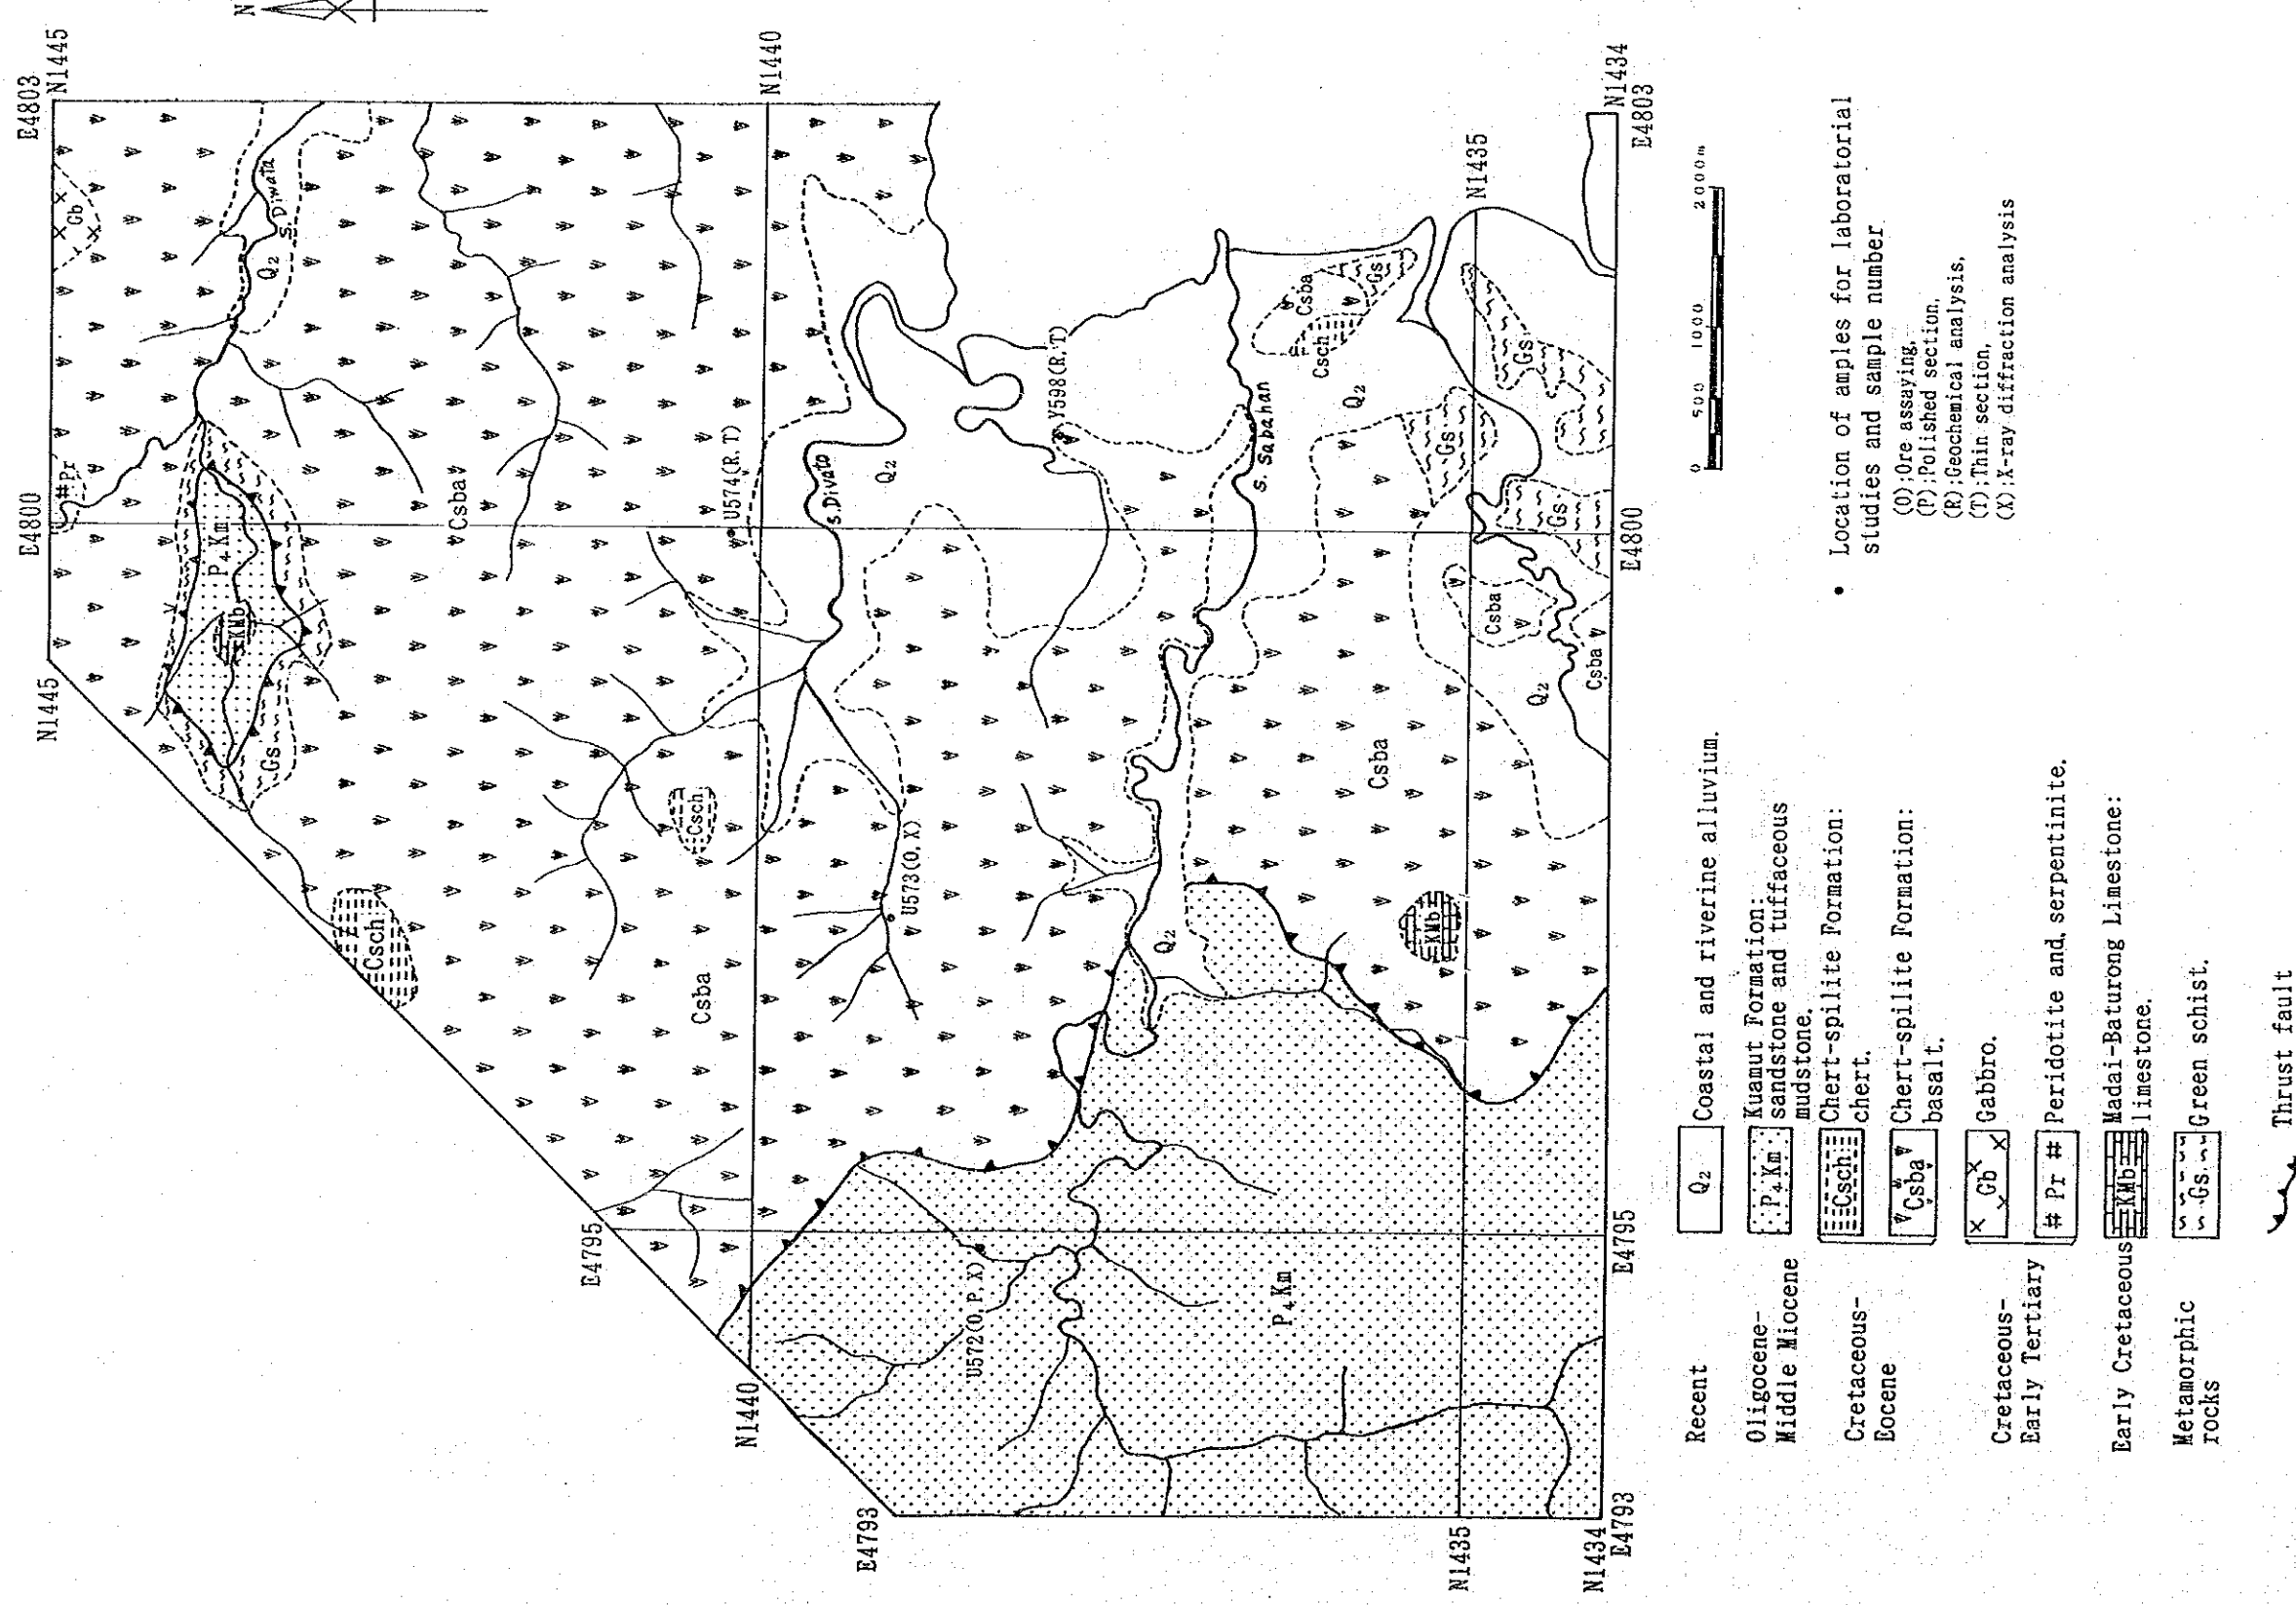 N
E4803
N1445
E4800
N1445
Gb
#Pr
S. Diwata
Q₂
P₄Km
KMb
Gs
Csch
Csba
N1440
E4795
Csch
Csba
U574(R.T)
N1440
S.Divato
Q₂
U573(O,X)
Y598(R.T)
E4793
U572(O,P,X)
S. Sabahan
Q₂
P₄Km
Csba
Csch
Gs
Q₂
Csba
KMb
Gs
N1435
Gs
Gs
Csba
Q₂
Csba
N1435
N1434
E4803
E4800
E4795
N1434
E4793
0 500 1000 2000m
Recent
Q₂
Coastal and riverine alluvium.
Oligocene-
Middle Miocene
P₄Km
Kuamut Formation:
sandstone and tuffaceous
mudstone.
Cretaceous-
Eocene
Csch
Chert-spilite Formation:
chert.
Csba
Chert-spilite Formation:
basalt.
Cretaceous-
Early Tertiary
Gb
Gabbro.
# Pr #
Peridotite and serpentinite.
Early Cretaceous
KMb
Madai-Baturong Limestone:
limestone.
Metamorphic
rocks
Gs
Green schist.
Thrust fault
• Location of amples for laboratorial
studies and sample number
(O):Ore assaying,
(P):Polished section,
(R):Geochemical analysis,
(T):Thin section,
(X):X-ray diffraction analysis